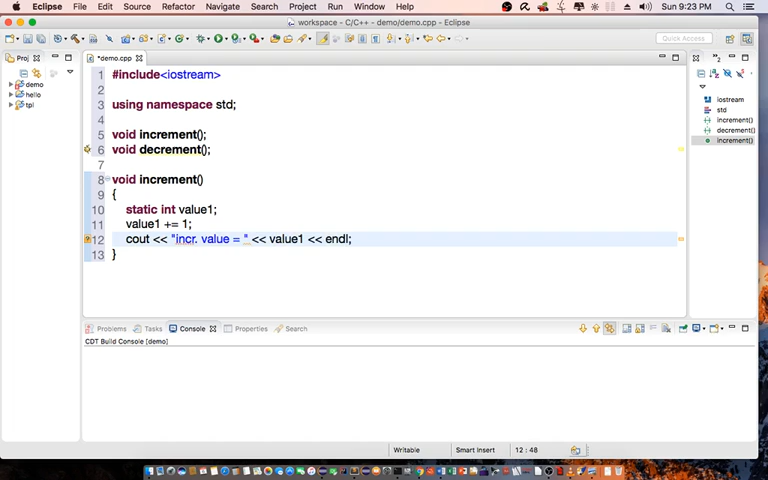 Eclipse File Edit Source Refactor Navigate Search Project Run Window Help
Sun 9:23 PM
workspace - C/C++ - demo/demo.cpp - Eclipse
Quick Access
Proj
*demo.cpp
demo
hello
tpl
1 #include<iostream>
2
3 using namespace std;
4
5 void increment();
6 void decrement();
7
8 void increment()
9 {
10 static int value1;
11 value1 += 1;
12 cout << "incr. value = " << value1 << endl;
13 }
iostream
std
increment()
decrement()
increment()
Problems Tasks Console Properties Search
CDT Build Console [demo]
Writable Smart Insert 12 : 48